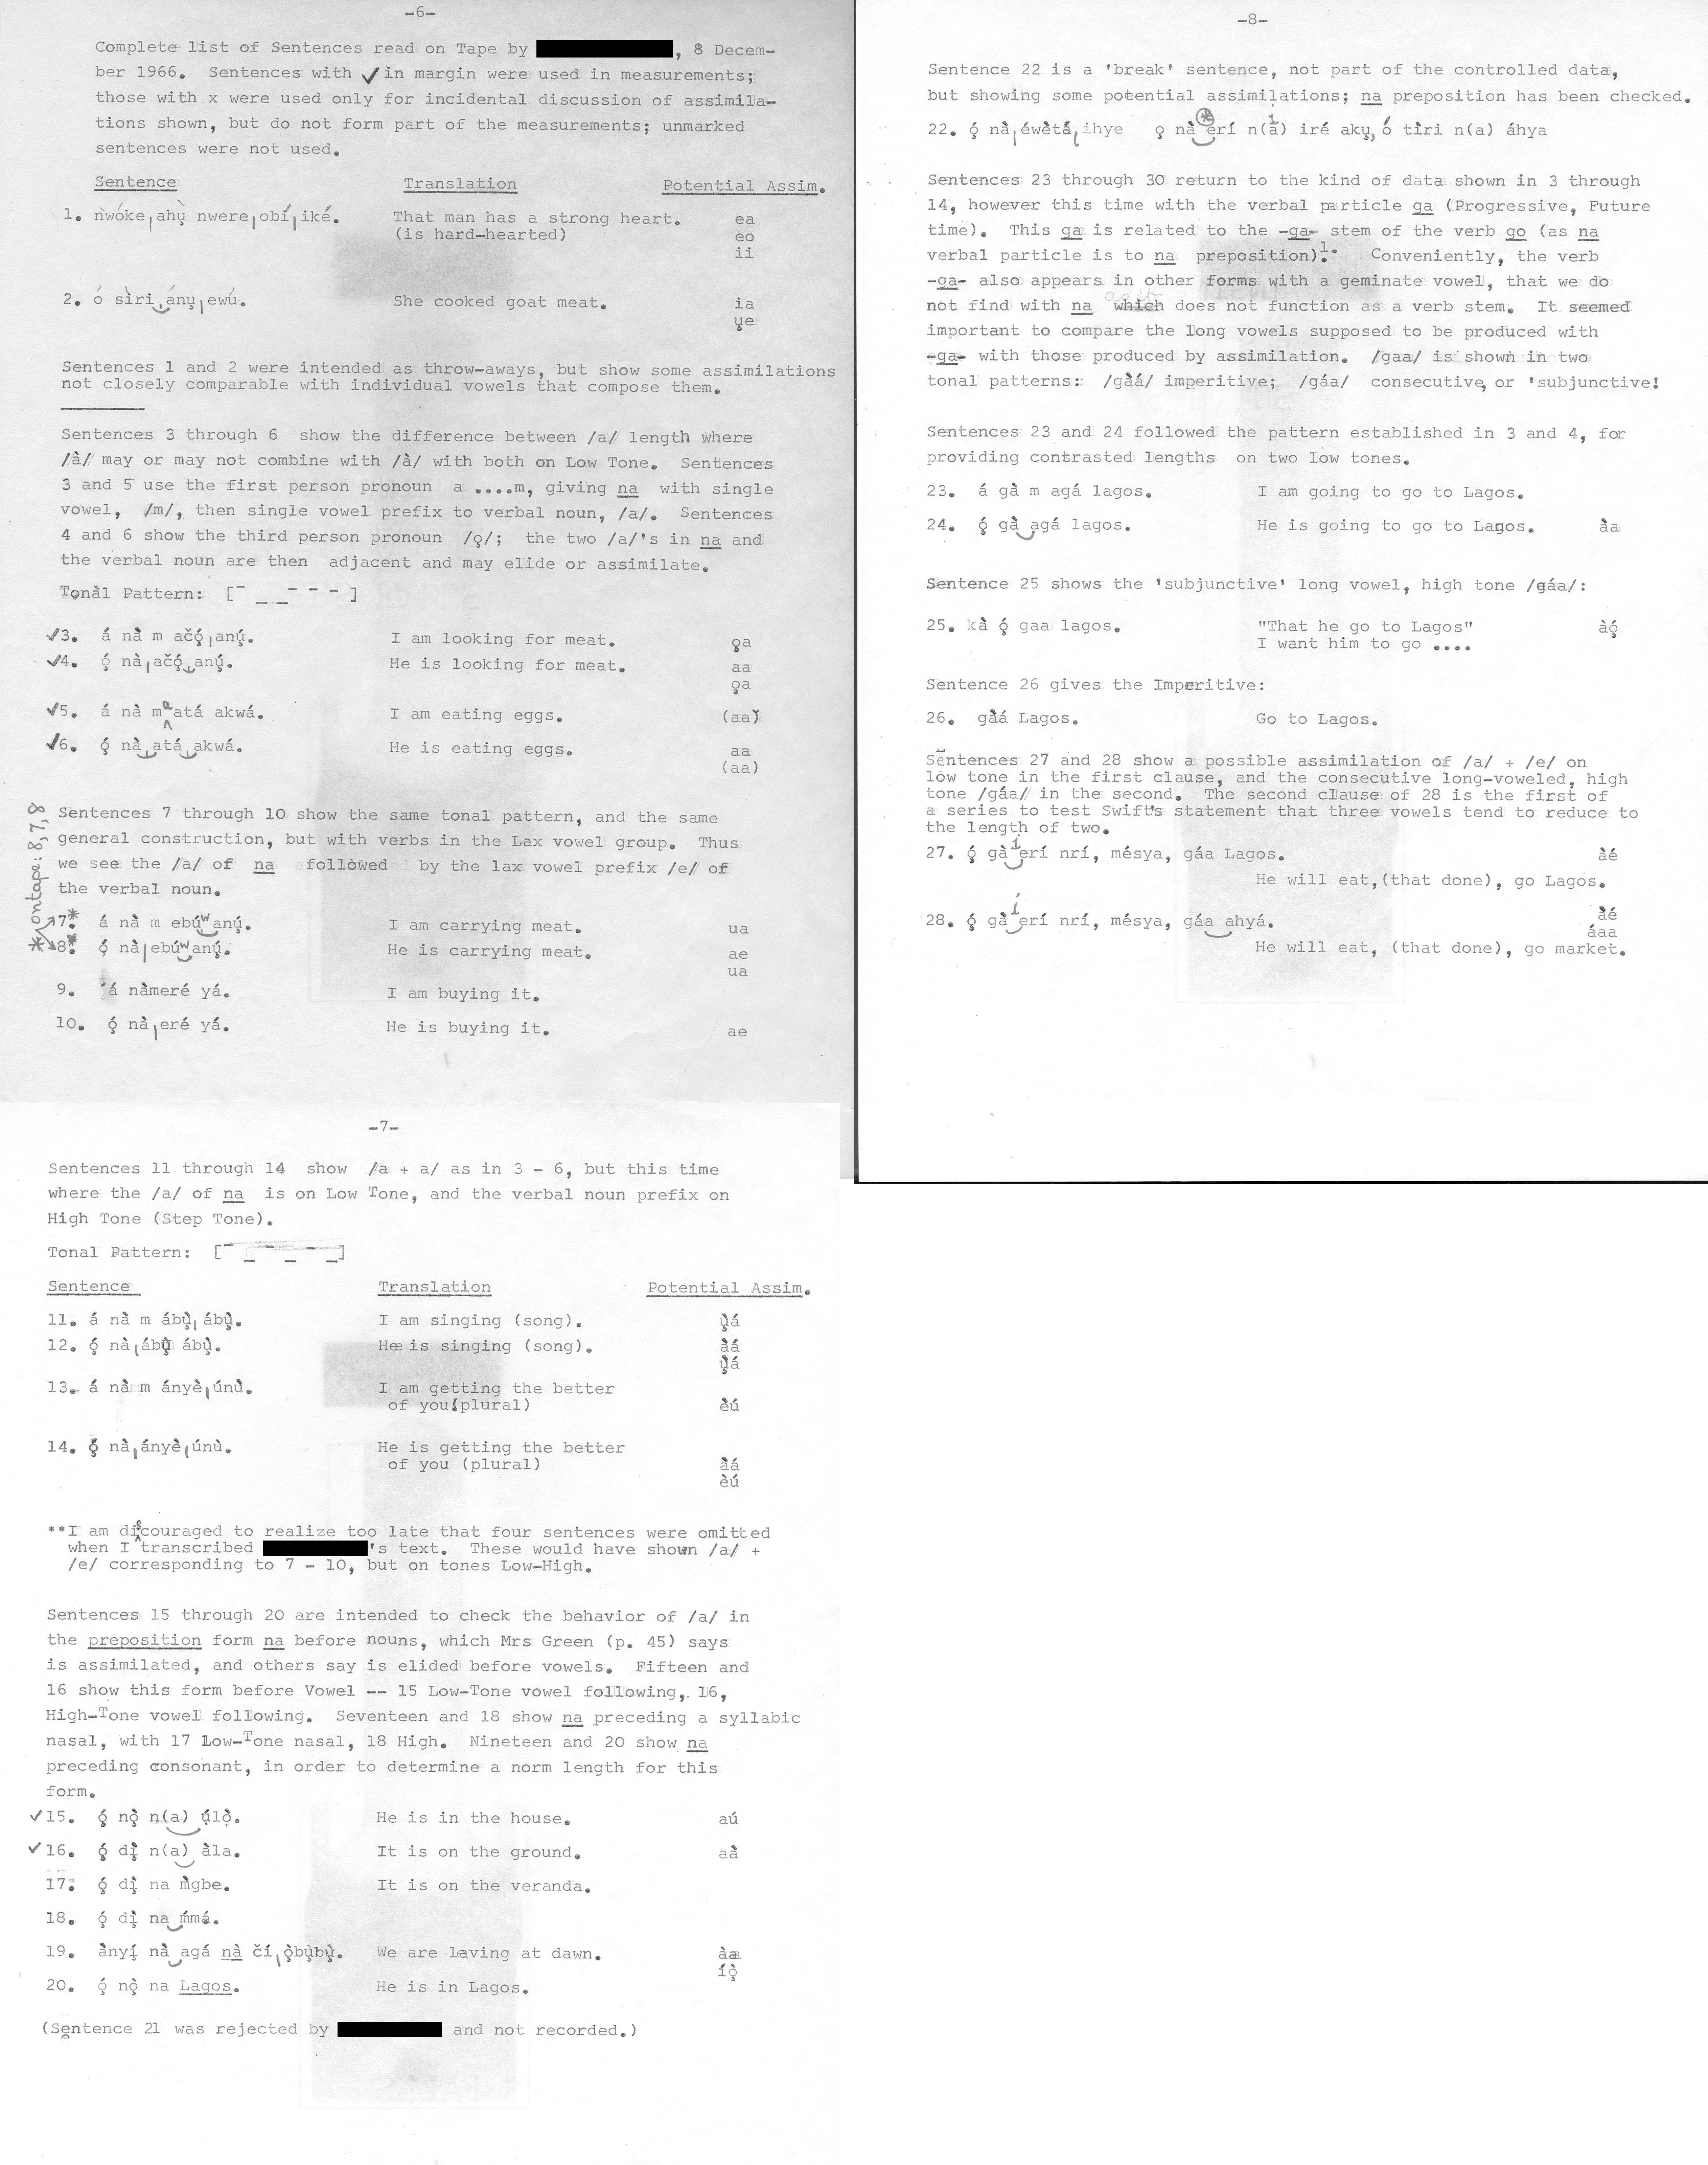 -6-
Complete list of Sentences read on Tape by , 8 Decem-
ber 1966. Sentences with ✓ in margin were used in measurements;
those with x were used only for incidental discussion of assimila-
tions shown, but do not form part of the measurements; unmarked
sentences were not used.
Sentence Translation Potential Assim.
1. ǹwóke ahụ̀ nwere obí iké. That man has a strong heart. ea
(is hard-hearted) eo
ii
2. ó sìri ánụ ewú. She cooked goat meat. ia
ụe
Sentences 1 and 2 were intended as throw-aways, but show some assimilations
not closely comparable with individual vowels that compose them.
Sentences 3 through 6 show the difference between /a/ length where
/à/ may or may not combine with /à/ with both on Low Tone. Sentences
3 and 5 use the first person pronoun a ....m, giving na with single
vowel, /m/, then single vowel prefix to verbal noun, /a/. Sentences
4 and 6 show the third person pronoun /ọ/; the two /a/'s in na and
the verbal noun are then adjacent and may elide or assimilate.
Tonal Pattern: [¯ _ _ - - - ]
✓3. á nà m ačọ́ anụ́. I am looking for meat. ọa
✓4. ọ́ nà ačọ́ anụ́. He is looking for meat. aa
ọa
✓5. á nà m a atá akwá. I am eating eggs. (aa)
✓6. ọ́ nà atá akwá. He is eating eggs. aa
(aa)
* on tape: 8, 7, 8
Sentences 7 through 10 show the same tonal pattern, and the same
general construction, but with verbs in the Lax vowel group. Thus
we see the /a/ of na followed by the lax vowel prefix /e/ of
the verbal noun.
7.* á nà m ebú w anụ́. I am carrying meat. ua
*8.* ọ́ nà ebú w anụ́. He is carrying meat. ae
ua
9. á nàmeré yá. I am buying it.
10. ọ́ nà eré yá. He is buying it. ae
-7-
Sentences 11 through 14 show /a + a/ as in 3 - 6, but this time
where the /a/ of na is on Low Tone, and the verbal noun prefix on
High Tone (Step Tone).
Tonal Pattern: [¯ _ - _ - _]
Sentence Translation Potential Assim.
11. á nà m ábụ̀ ábụ̀. I am singing (song). ụ̀á
12. ọ́ nà ábụ̀ ábụ̀. He is singing (song). àá
ụ̀á
13. á nà m ányè únù. I am getting the better
of you(plural) èú
14. ọ́ nà ányè únù. He is getting the better
of you (plural) àá
èú
**I am discouraged to realize too late that four sentences were omitted
when I transcribed 's text. These would have shown /a/ +
/e/ corresponding to 7 - 10, but on tones Low-High.
Sentences 15 through 20 are intended to check the behavior of /a/ in
the preposition form na before nouns, which Mrs Green (p. 45) says
is assimilated, and others say is elided before vowels. Fifteen and
16 show this form before Vowel -- 15 Low-Tone vowel following, 16,
High-Tone vowel following. Seventeen and 18 show na preceding a syllabic
nasal, with 17 Low-Tone nasal, 18 High. Nineteen and 20 show na
preceding consonant, in order to determine a norm length for this
form.
✓15. ọ́ nọ̀ n(a) ụ́lọ̀. He is in the house. aú
✓16. ọ́ dị̀ n(a) àla. It is on the ground. aà
17. ọ́ dị̀ na m̀gbe. It is on the veranda.
18. ọ́ dị̀ na ḿmá.
19. ànyị́ nà agá nà čí ọ̀bụ̀bụ̀. We are laving at dawn. àa
íọ̀
20. ọ́ nọ̀ na Lagos. He is in Lagos.
(Sentence 21 was rejected by and not recorded.)
-8-
Sentence 22 is a 'break' sentence, not part of the controlled data,
but showing some potential assimilations; na preposition has been checked.
22. ọ́ nà éwètá ihye ọ nà * erí n(à) i iré akụ, ó tìri n(a) áhya
Sentences 23 through 30 return to the kind of data shown in 3 through
14, however this time with the verbal particle ga (Progressive, Future
time). This ga is related to the -ga- stem of the verb go (as na
verbal particle is to na preposition)1. Conveniently, the verb
-ga- also appears in other forms with a geminate vowel, that we do
not find with na as it which does not function as a verb stem. It seemed
important to compare the long vowels supposed to be produced with
-ga- with those produced by assimilation. /gaa/ is shown in two
tonal patterns: /gàá/ imperitive; /gáa/ consecutive, or 'subjunctive!
Sentences 23 and 24 followed the pattern established in 3 and 4, for
providing contrasted lengths on two low tones.
23. á gà m agá lagos. I am going to go to Lagos.
24. ọ́ gà agá lagos. He is going to go to Lagos. àa
Sentence 25 shows the 'subjunctive' long vowel, high tone /gáa/:
25. kà ọ́ gaa lagos. "That he go to Lagos" àọ́
I want him to go ....
Sentence 26 gives the Imperitive:
26. gàá Lagos. Go to Lagos.
Sentences 27 and 28 show a possible assimilation of /a/ + /e/ on
low tone in the first clause, and the consecutive long-voweled, high
tone /gáa/ in the second. The second clause of 28 is the first of
a series to test Swift's statement that three vowels tend to reduce to
the length of two.
27. ọ́ gà i erí nrí, mésya, gáa Lagos. àé
He will eat,(that done), go Lagos.
28. ọ́ gà i erí nrí, mésya, gáa ahyá. àé
áaa
He will eat, (that done), go market.